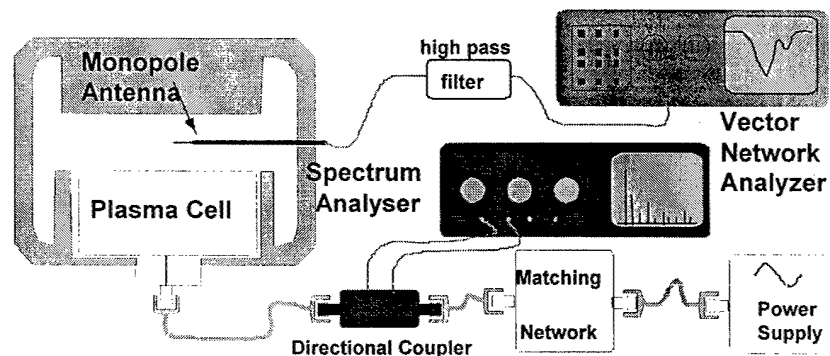 Monopole
Antenna
high pass
filter
Vector
Network
Analyzer
Spectrum
Analyser
Plasma Cell
Matching
Network
Power
Supply
Directional Coupler